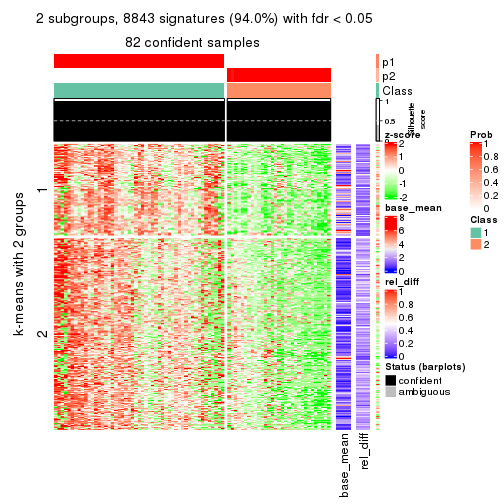 2 subgroups, 8843 signatures (94.0%) with fdr < 0.05
82 confident samples
p1
p2
Class
1
0.5
0
Silhouette
score
k-means with 2 groups
1
2
z-score
2
1
0
-1
-2
base_mean
8
6
4
2
0
rel_diff
1
0.8
0.6
0.4
0.2
0
Status (barplots)
confident
ambiguous
Prob
1
0.8
0.6
0.4
0.2
0
Class
1
2
base_mean
rel_diff